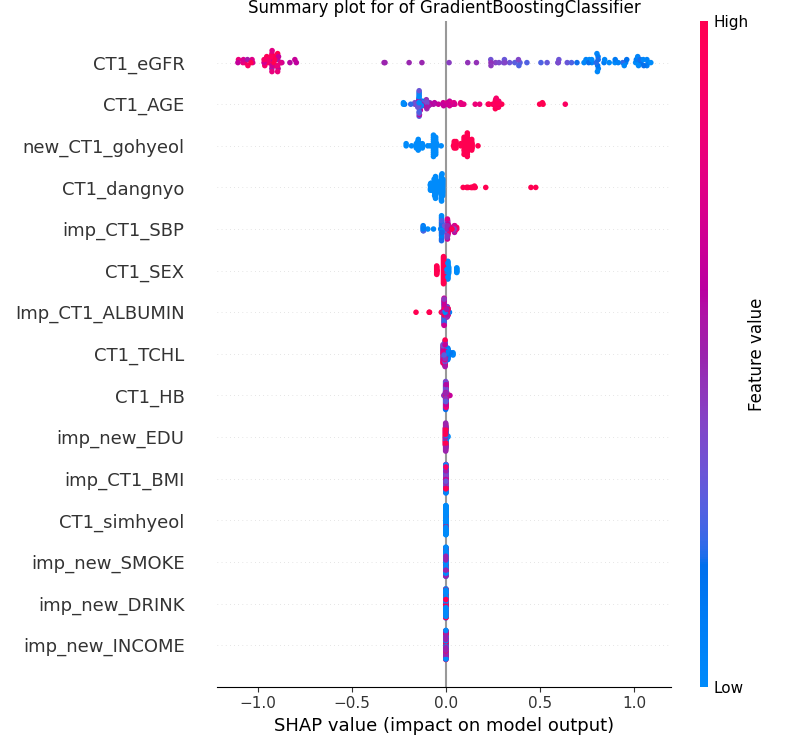 Summary plot for of GradientBoostingClassifier
High
CT1_eGFR
CT1_AGE
new_CT1_gohyeol
CT1_dangnyo
imp_CT1_SBP
CT1_SEX
Imp_CT1_ALBUMIN
CT1_TCHL
CT1_HB
imp_new_EDU
imp_CT1_BMI
CT1_simhyeol
imp_new_SMOKE
imp_new_DRINK
imp_new_INCOME
Feature value
Low
−1.0 −0.5 0.0 0.5 1.0
SHAP value (impact on model output)